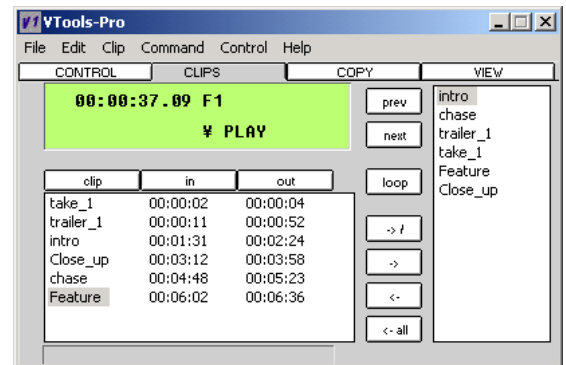 V1 VTools-Pro
File Edit Clip Command Control Help
CONTROL CLIPS COPY VIEW
00:00:37.09 F1
¥ PLAY
clip in out
take_1 00:00:02 00:00:04
trailer_1 00:00:11 00:00:52
intro 00:01:31 00:02:24
Close_up 00:03:12 00:03:58
chase 00:04:48 00:05:23
Feature 00:06:02 00:06:36
prev
next
loop
-> /
->
<-
<- all
intro
chase
trailer_1
take_1
Feature
Close_up